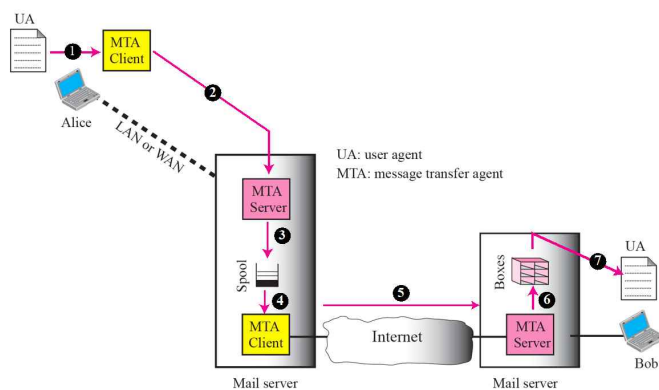 UA
1
MTA
Client
2
Alice
LAN or WAN
UA: user agent
MTA: message transfer agent
MTA
Server
3
Spool
4
MTA
Client
Mail server
5
Internet
Boxes
6
MTA
Server
Mail server
7
UA
Bob